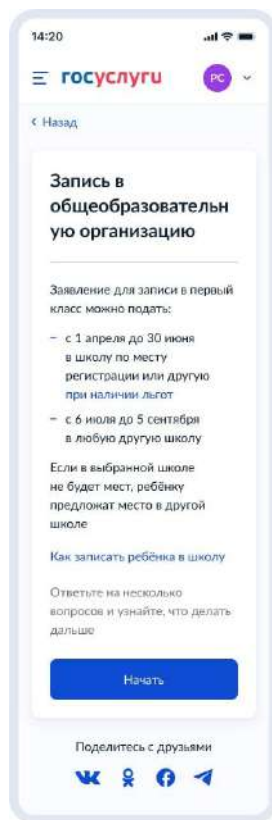 14:20
госуслуги
РС
Назад
Запись в
общеобразовательн
ую организацию
Заявление для записи в первый
класс можно подать:
– с 1 апреля до 30 июня
в школу по месту
регистрации или другую
при наличии льгот
– с 6 июля до 5 сентября
в любую другую школу
Если в выбранной школе
не будет мест, ребёнку
предложат место в другой
школе
Как записать ребёнка в школу
Ответьте на несколько
вопросов и узнайте, что делать
дальше
Начать
Поделитесь с друзьями